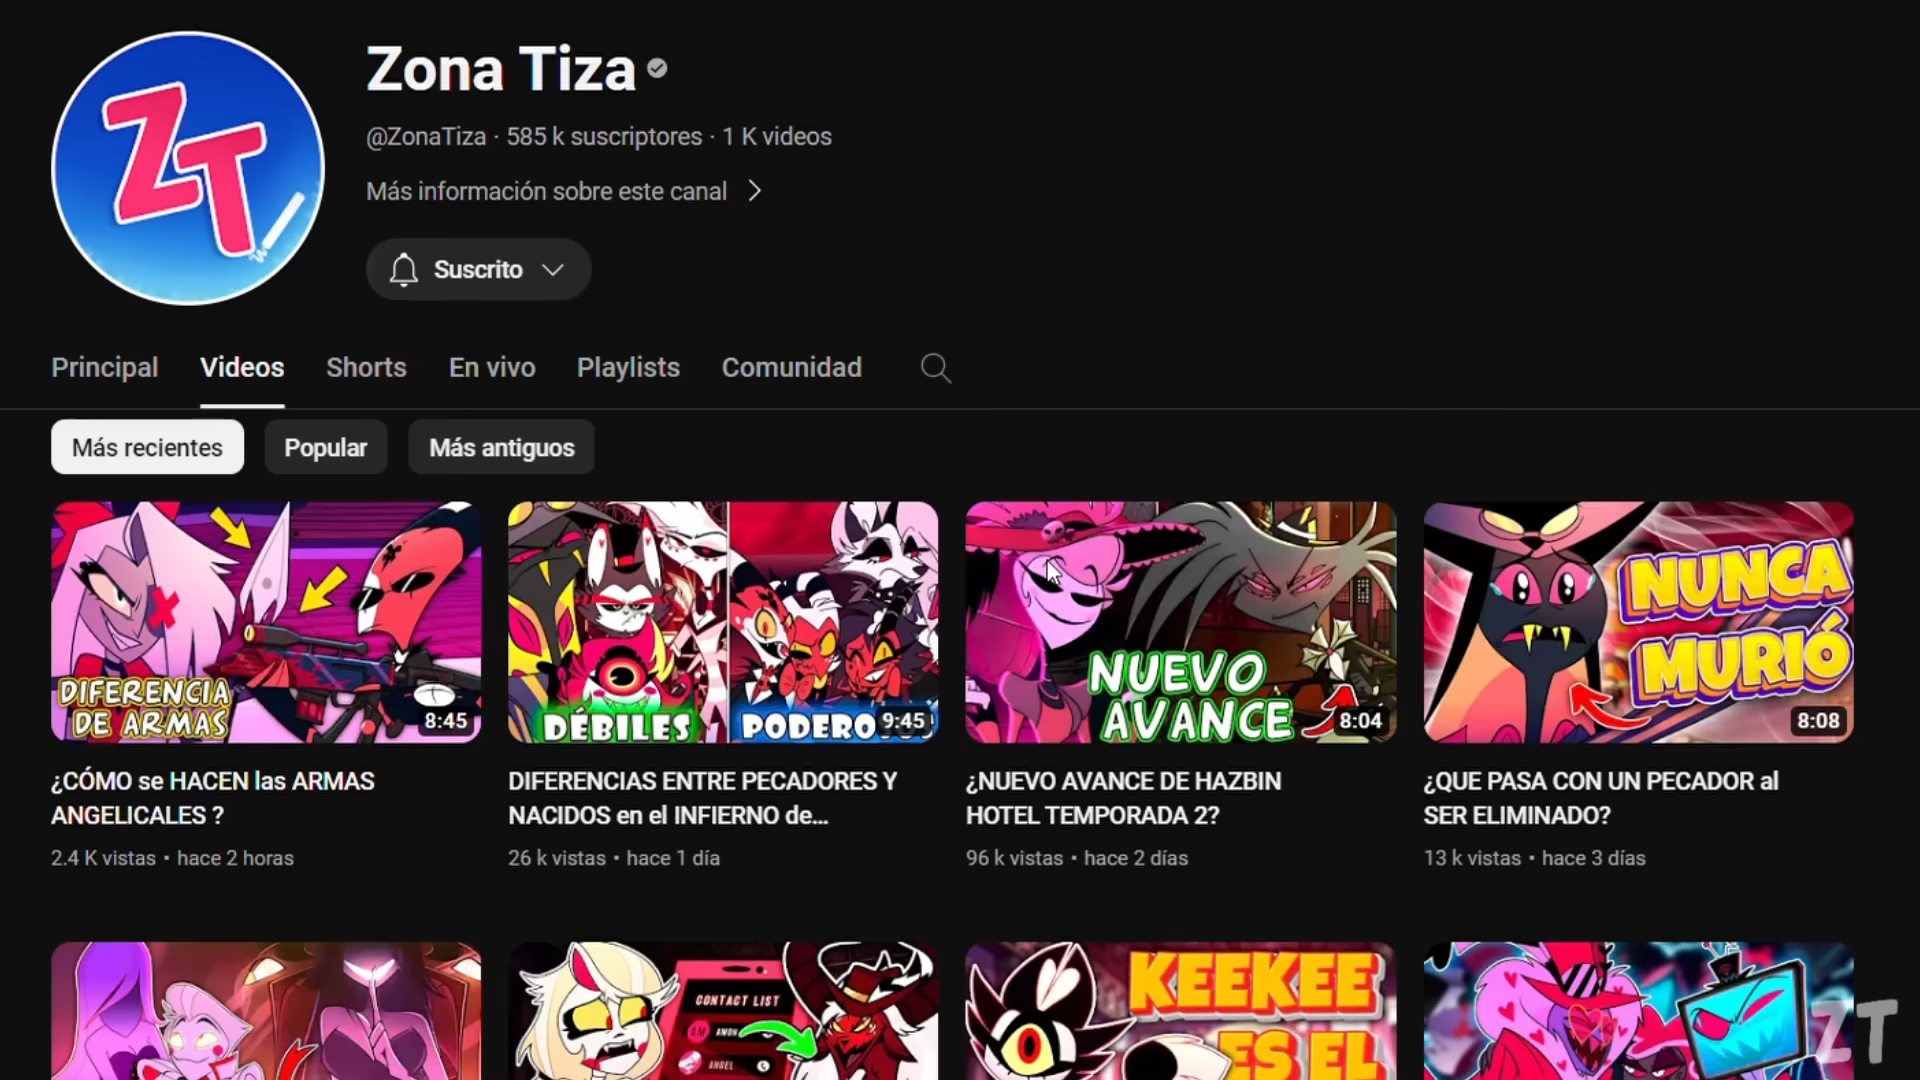 ZT
Zona Tiza
@ZonaTiza · 585 k suscriptores · 1 K videos
Más información sobre este canal
Suscrito
Principal
Videos
Shorts
En vivo
Playlists
Comunidad
Más recientes
Popular
Más antiguos
DIFERENCIA
DE ARMAS
8:45
DÉBILES
PODERO
9:45
NUEVO
AVANCE
8:04
NUNCA
MURIÓ
8:08
¿CÓMO se HACEN las ARMAS
ANGELICALES ?
2.4 K vistas • hace 2 horas
DIFERENCIAS ENTRE PECADORES Y
NACIDOS en el INFIERNO de...
26 k vistas • hace 1 día
¿NUEVO AVANCE DE HAZBIN
HOTEL TEMPORADA 2?
96 k vistas • hace 2 días
¿QUE PASA CON UN PECADOR al
SER ELIMINADO?
13 k vistas • hace 3 días
CONTACT LIST
ANGEL
KEEKEE
ES EL
ZT